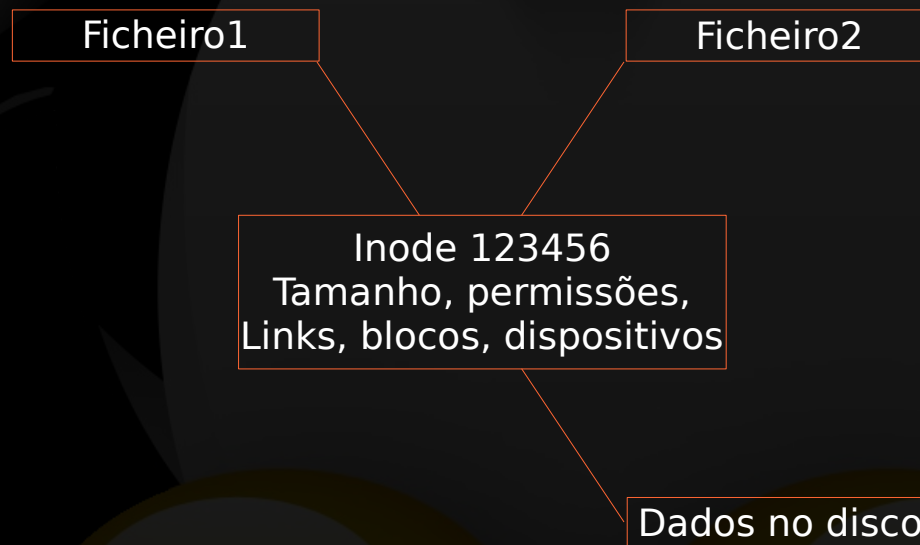 Ficheiro1
Ficheiro2
Inode 123456
Tamanho, permissões,
Links, blocos, dispositivos
Dados no disco